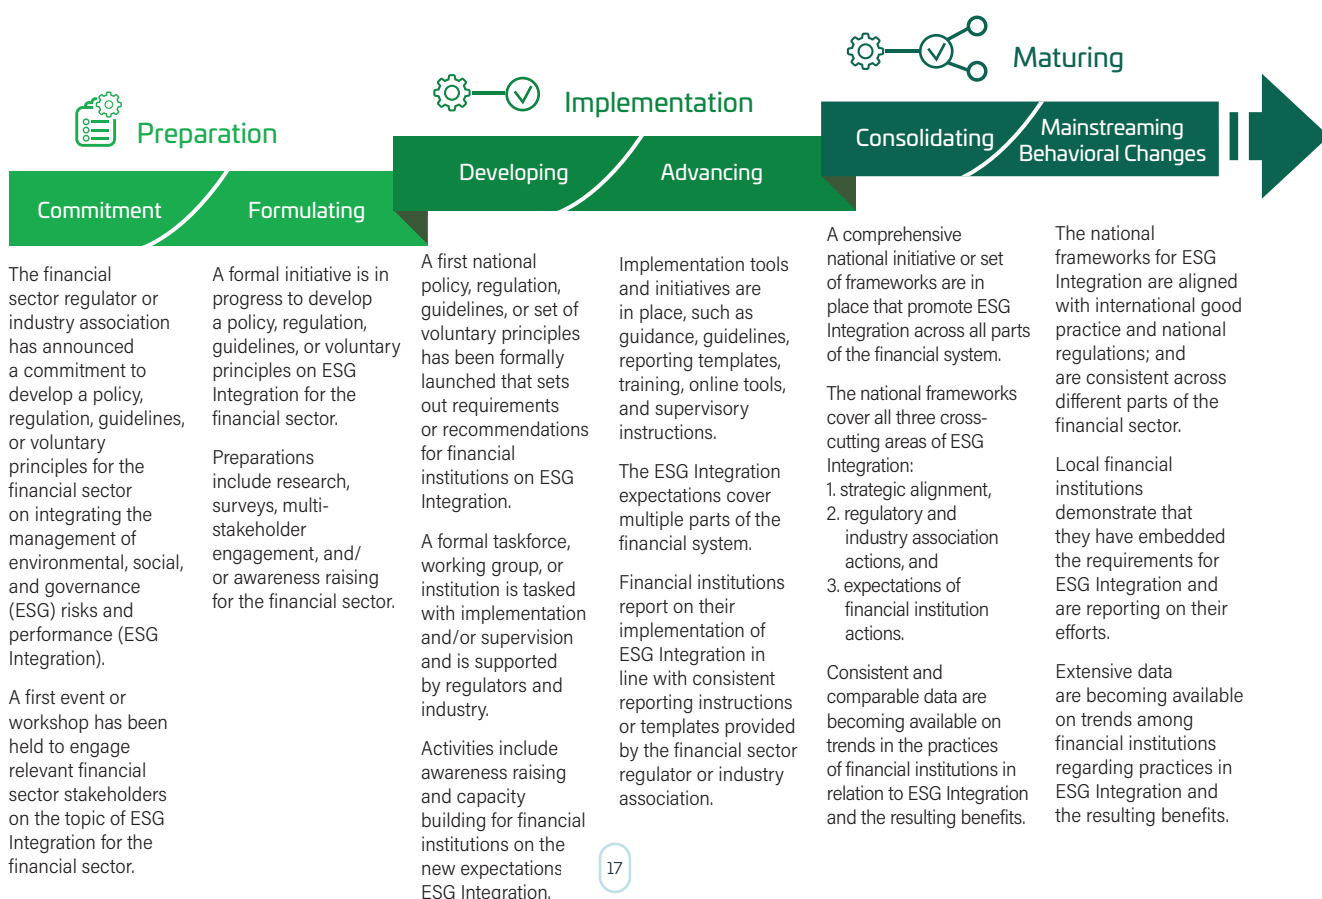 Preparation
Commitment
Formulating
The financial
sector regulator or
industry association
has announced
a commitment to
develop a policy,
regulation, guidelines,
or voluntary
principles for the
financial sector
on integrating the
management of
environmental, social,
and governance
(ESG) risks and
performance (ESG
Integration).
A first event or
workshop has been
held to engage
relevant financial
sector stakeholders
on the topic of ESG
Integration for the
financial sector.
A formal initiative is in
progress to develop
a policy, regulation,
guidelines, or voluntary
principles on ESG
Integration for the
financial sector.
Preparations
include research,
surveys, multi-
stakeholder
engagement, and/
or awareness raising
for the financial sector.
Implementation
Developing
Advancing
A first national
policy, regulation,
guidelines, or set of
voluntary principles
has been formally
launched that sets
out requirements
or recommendations
for financial
institutions on ESG
Integration.
A formal taskforce,
working group, or
institution is tasked
with implementation
and/or supervision
and is supported
by regulators and
industry.
Activities include
awareness raising
and capacity
building for financial
institutions on the
new expectations
ESG Integration.
Implementation tools
and initiatives are
in place, such as
guidance, guidelines,
reporting templates,
training, online tools,
and supervisory
instructions.
The ESG Integration
expectations cover
multiple parts of the
financial system.
Financial institutions
report on their
implementation of
ESG Integration in
line with consistent
reporting instructions
or templates provided
by the financial sector
regulator or industry
association.
Maturing
Consolidating
Mainstreaming
Behavioral Changes
A comprehensive
national initiative or set
of frameworks are in
place that promote ESG
Integration across all parts
of the financial system.
The national frameworks
cover all three cross-
cutting areas of ESG
Integration:
1. strategic alignment,
2. regulatory and
industry association
actions, and
3. expectations of
financial institution
actions.
Consistent and
comparable data are
becoming available on
trends in the practices
of financial institutions in
relation to ESG Integration
and the resulting benefits.
The national
frameworks for ESG
Integration are aligned
with international good
practice and national
regulations; and
are consistent across
different parts of the
financial sector.
Local financial
institutions
demonstrate that
they have embedded
the requirements for
ESG Integration and
are reporting on their
efforts.
Extensive data
are becoming available
on trends among
financial institutions
regarding practices in
ESG Integration and
the resulting benefits.
17